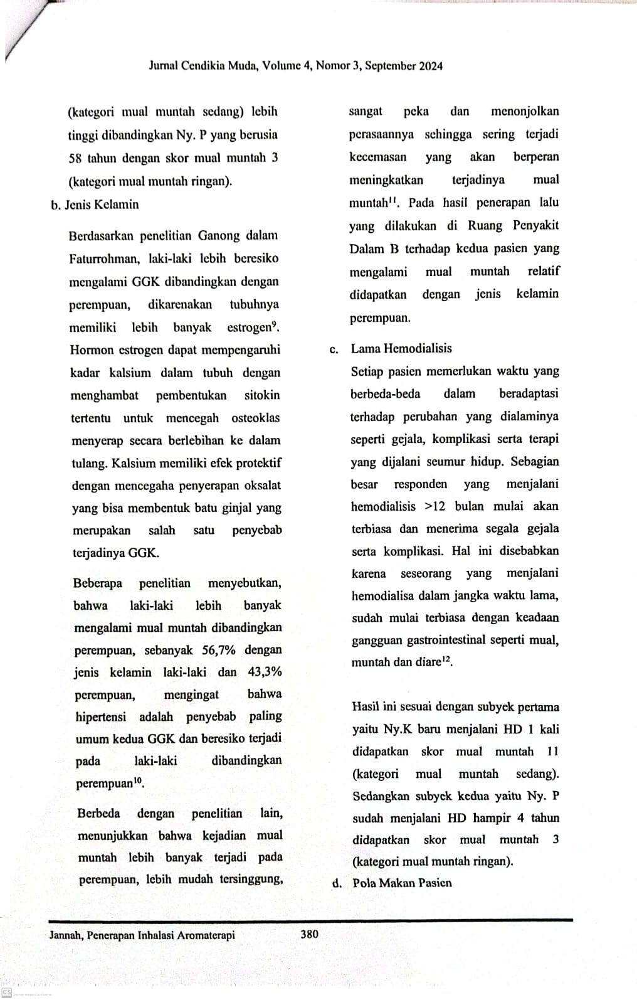 Jurnal Cendikia Muda, Volume 4, Nomor 3, September 2024
(kategori mual muntah sedang) lebih
tinggi dibandingkan Ny. P yang berusia
58 tahun dengan skor mual muntah 3
(kategori mual muntah ringan).
b. Jenis Kelamin
Berdasarkan penelitian Ganong dalam
Faturrohman, laki-laki lebih beresiko
mengalami GGK dibandingkan dengan
perempuan, dikarenakan tubuhnya
memiliki lebih banyak estrogen⁹.
Hormon estrogen dapat mempengaruhi
kadar kalsium dalam tubuh dengan
menghambat pembentukan sitokin
tertentu untuk mencegah osteoklas
menyerap secara berlebihan ke dalam
tulang. Kalsium memiliki efek protektif
dengan mencegaha penyerapan oksalat
yang bisa membentuk batu ginjal yang
merupakan salah satu penyebab
terjadinya GGK.
Beberapa penelitian menyebutkan,
bahwa laki-laki lebih banyak
mengalami mual muntah dibandingkan
perempuan, sebanyak 56,7% dengan
jenis kelamin laki-laki dan 43,3%
perempuan, mengingat bahwa
hipertensi adalah penyebab paling
umum kedua GGK dan beresiko terjadi
pada laki-laki dibandingkan
perempuan¹⁰.
Berbeda dengan penelitian lain,
menunjukkan bahwa kejadian mual
muntah lebih banyak terjadi pada
perempuan, lebih mudah tersinggung,
sangat peka dan menonjolkan
perasaannya sehingga sering terjadi
kecemasan yang akan berperan
meningkatkan terjadinya mual
muntah¹¹. Pada hasil penerapan lalu
yang dilakukan di Ruang Penyakit
Dalam B terhadap kedua pasien yang
mengalami mual muntah relatif
didapatkan dengan jenis kelamin
perempuan.
c. Lama Hemodialisis
Setiap pasien memerlukan waktu yang
berbeda-beda dalam beradaptasi
terhadap perubahan yang dialaminya
seperti gejala, komplikasi serta terapi
yang dijalani seumur hidup. Sebagian
besar responden yang menjalani
hemodialisis >12 bulan mulai akan
terbiasa dan menerima segala gejala
serta komplikasi. Hal ini disebabkan
karena seseorang yang menjalani
hemodialisa dalam jangka waktu lama,
sudah mulai terbiasa dengan keadaan
gangguan gastrointestinal seperti mual,
muntah dan diare¹².
Hasil ini sesuai dengan subyek pertama
yaitu Ny.K baru menjalani HD 1 kali
didapatkan skor mual muntah 11
(kategori mual muntah sedang).
Sedangkan subyek kedua yaitu Ny. P
sudah menjalani HD hampir 4 tahun
didapatkan skor mual muntah 3
(kategori mual muntah ringan).
d. Pola Makan Pasien
Jannah, Penerapan Inhalasi Aromaterapi
380
CS